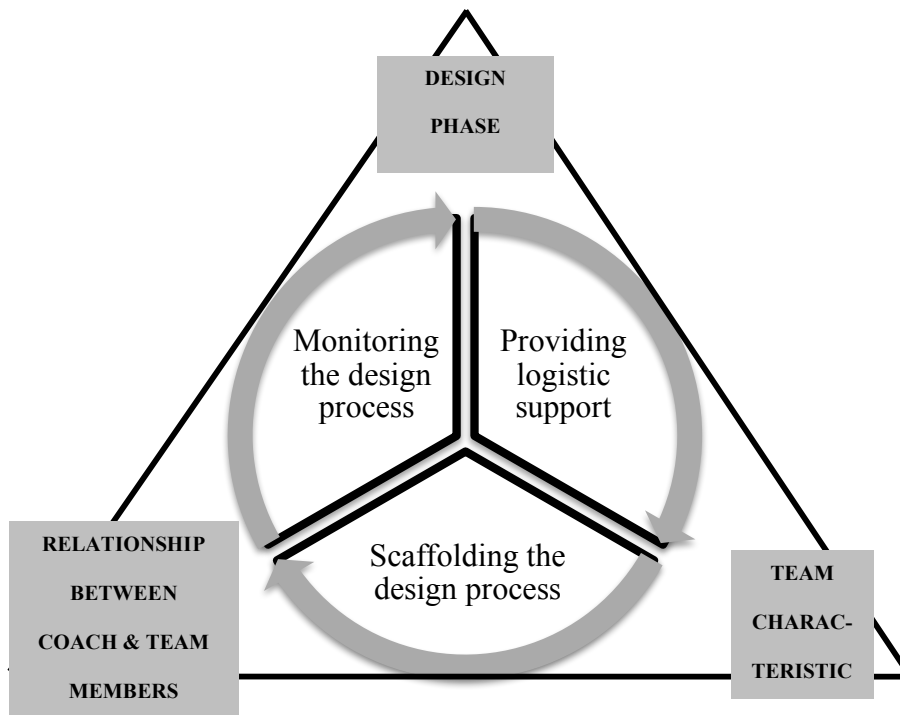 DESIGN
PHASE
Monitoring
the design
process
Providing
logistic
support
Scaffolding the
design process
RELATIONSHIP
BETWEEN
COACH & TEAM
MEMBERS
TEAM
CHARAC-
TERISTIC